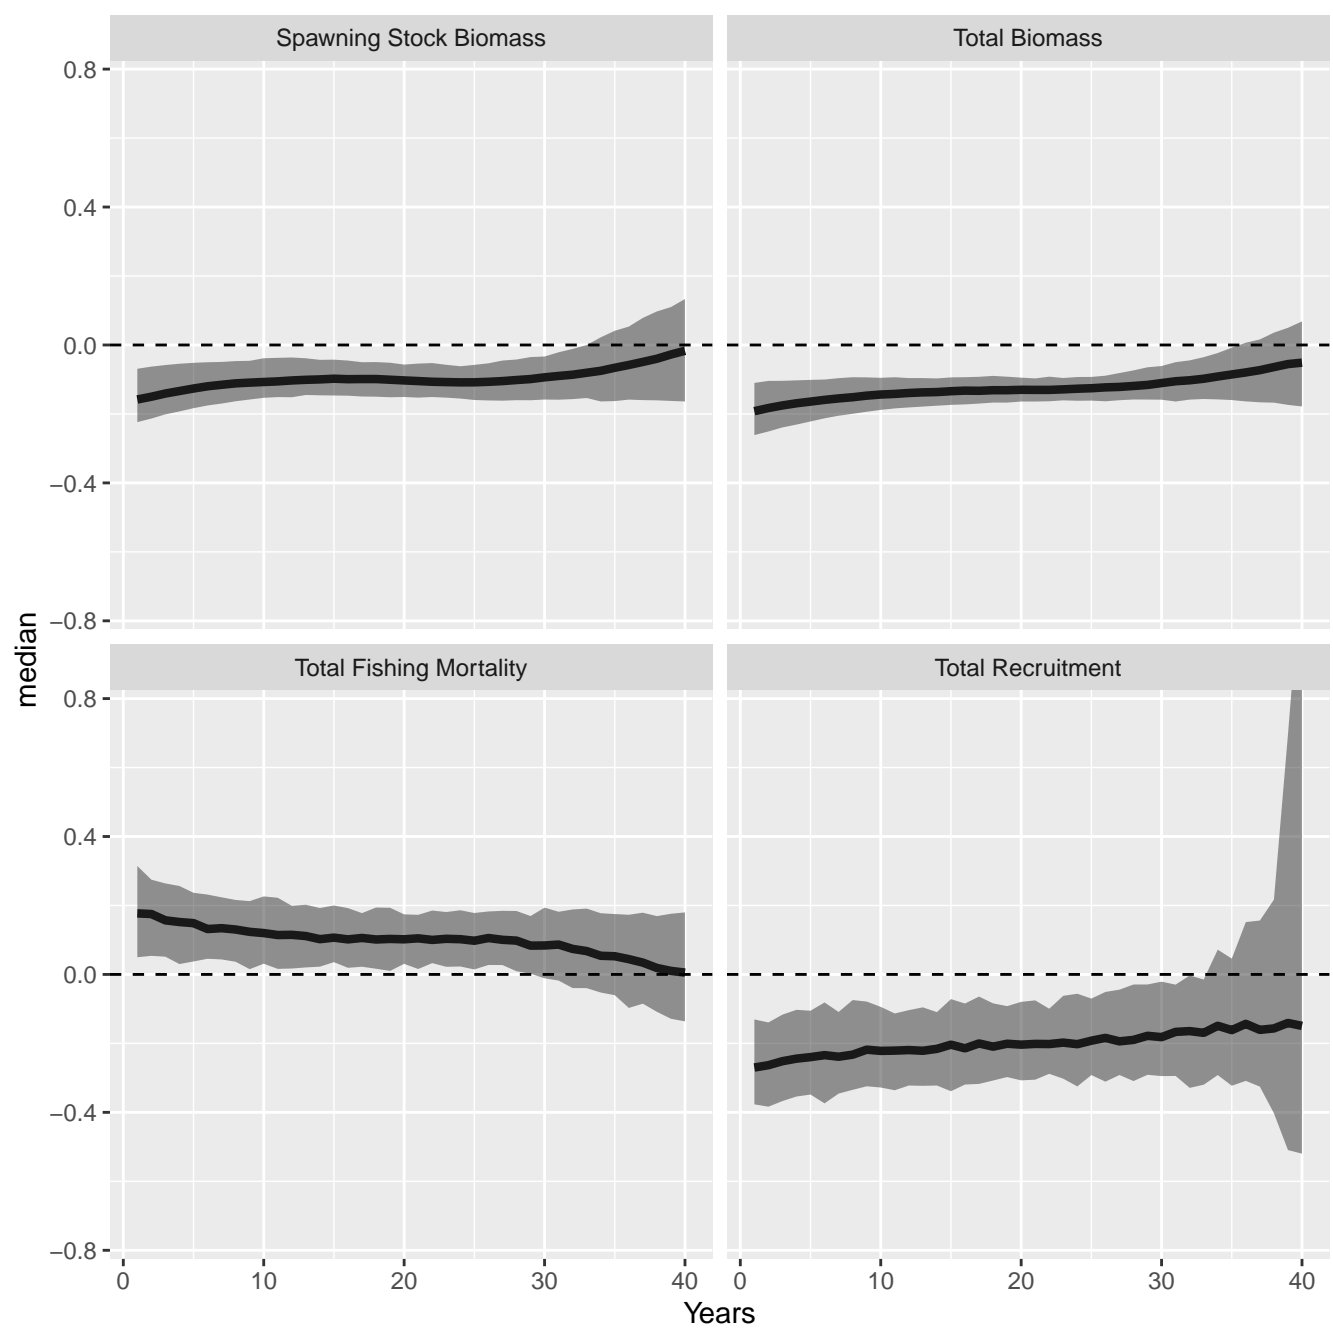 Spawning Stock Biomass
Total Biomass
0.8
0.4
0.0
−0.4
−0.8
median
Total Fishing Mortality
Total Recruitment
0.8
0.4
0.0
−0.4
−0.8
0 10 20 30 40
0 10 20 30 40
Years